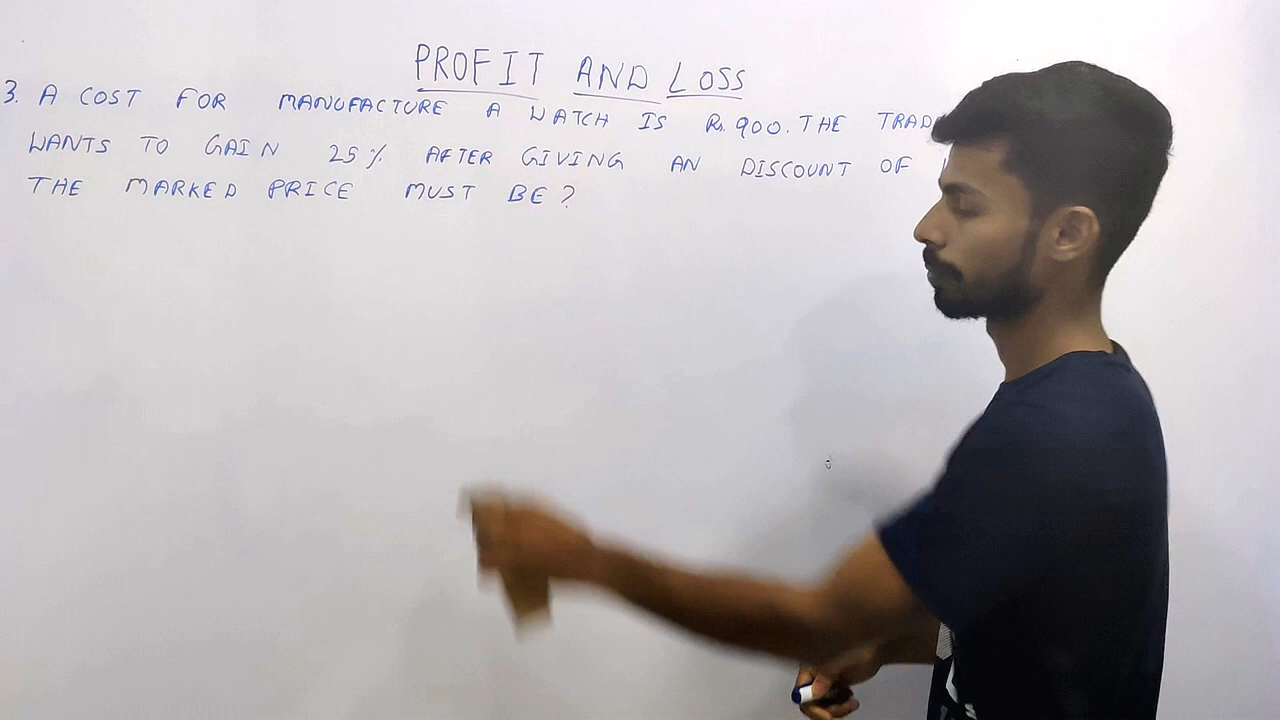 PROFIT AND LOSS
3. A COST FOR MANUFACTURE A WATCH IS Rs. 900. THE
WANTS TO GAIN 25% AFTER GIVING AN DISCOUNT OF
THE MARKED PRICE MUST BE?